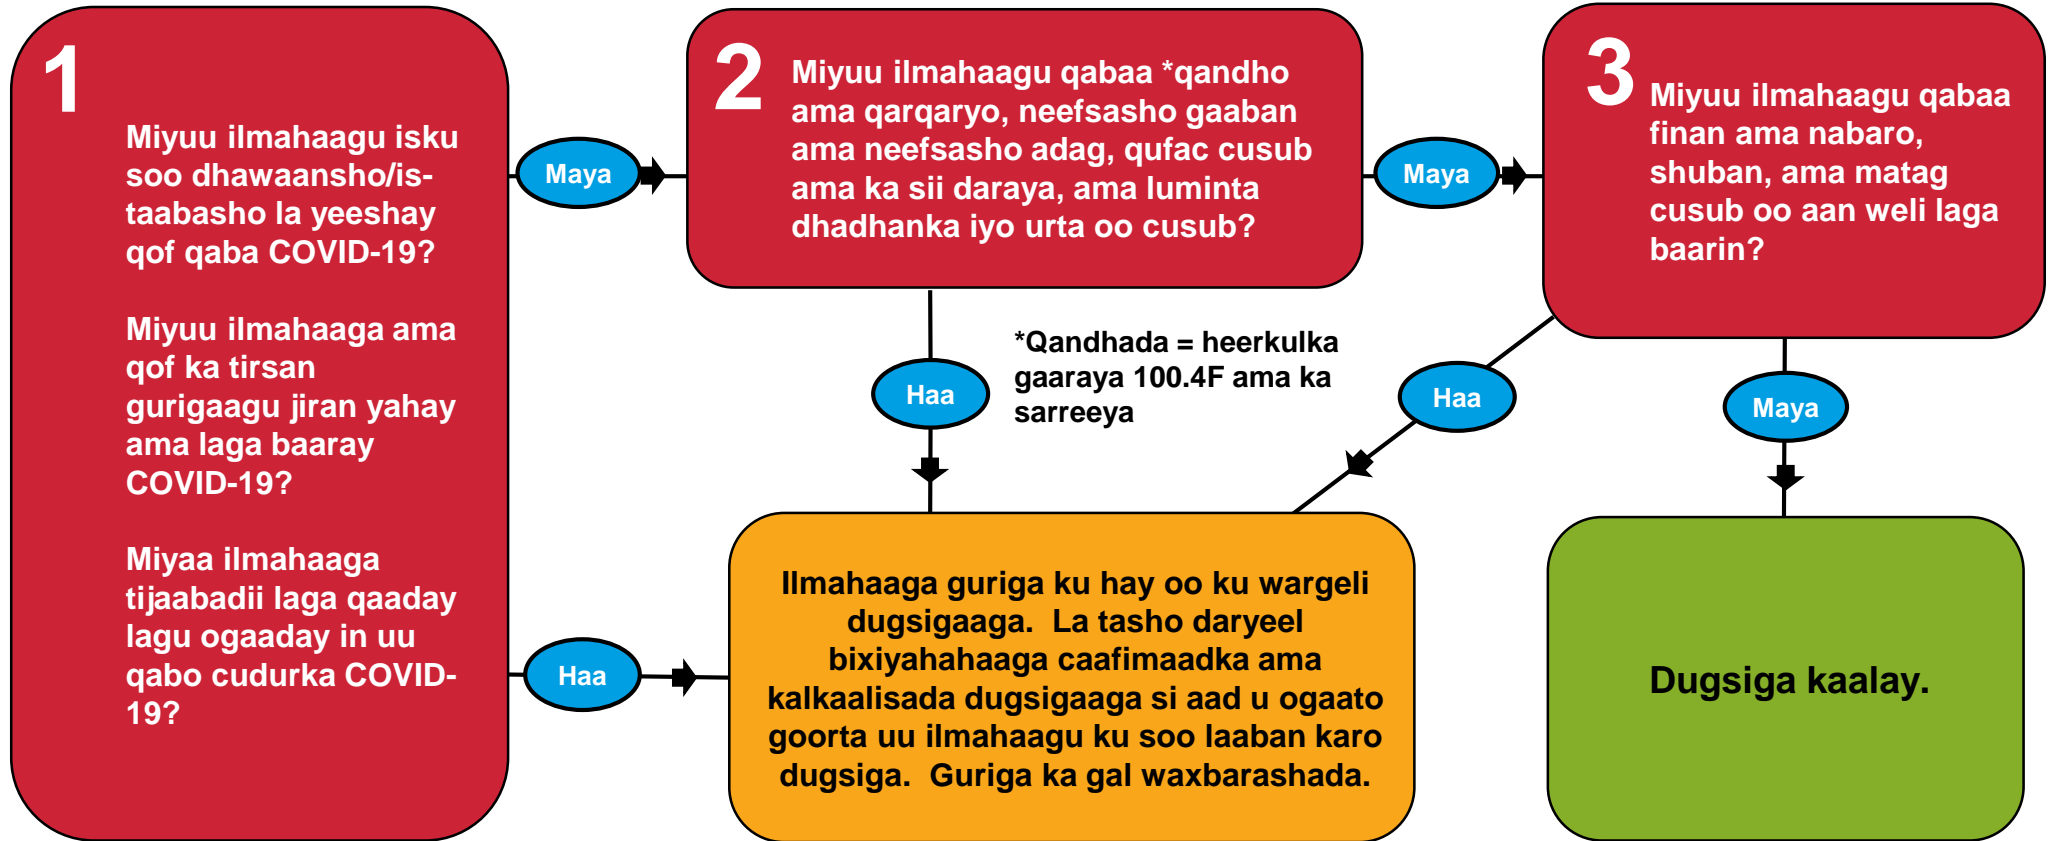 1
Miyuu ilmahaagu isku
soo dhawaansho/is-
taabasho la yeeshay
qof qaba COVID-19?
Miyuu ilmahaaga ama
qof ka tirsan
gurigaagu jiran yahay
ama laga baaray
COVID-19?
Miyaa ilmahaaga
tijaabadii laga qaaday
lagu ogaaday in uu
qabo cudurka COVID-
19?
Maya
2
Miyuu ilmahaagu qabaa *qandho
ama qarqaryo, neefsasho gaaban
ama neefsasho adag, qufac cusub
ama ka sii daraya, ama luminta
dhadhanka iyo urta oo cusub?
Maya
3
Miyuu ilmahaagu qabaa
finan ama nabaro,
shuban, ama matag
cusub oo aan weli laga
baarin?
Haa
*Qandhada = heerkulka
gaaraya 100.4F ama ka
sarreeya
Haa
Maya
Haa
Ilmahaaga guriga ku hay oo ku wargeli
dugsigaaga. La tasho daryeel
bixiyahahaaga caafimaadka ama
kalkaalisada dugsigaaga si aad u ogaato
goorta uu ilmahaagu ku soo laaban karo
dugsiga. Guriga ka gal waxbarashada.
Dugsiga kaalay.